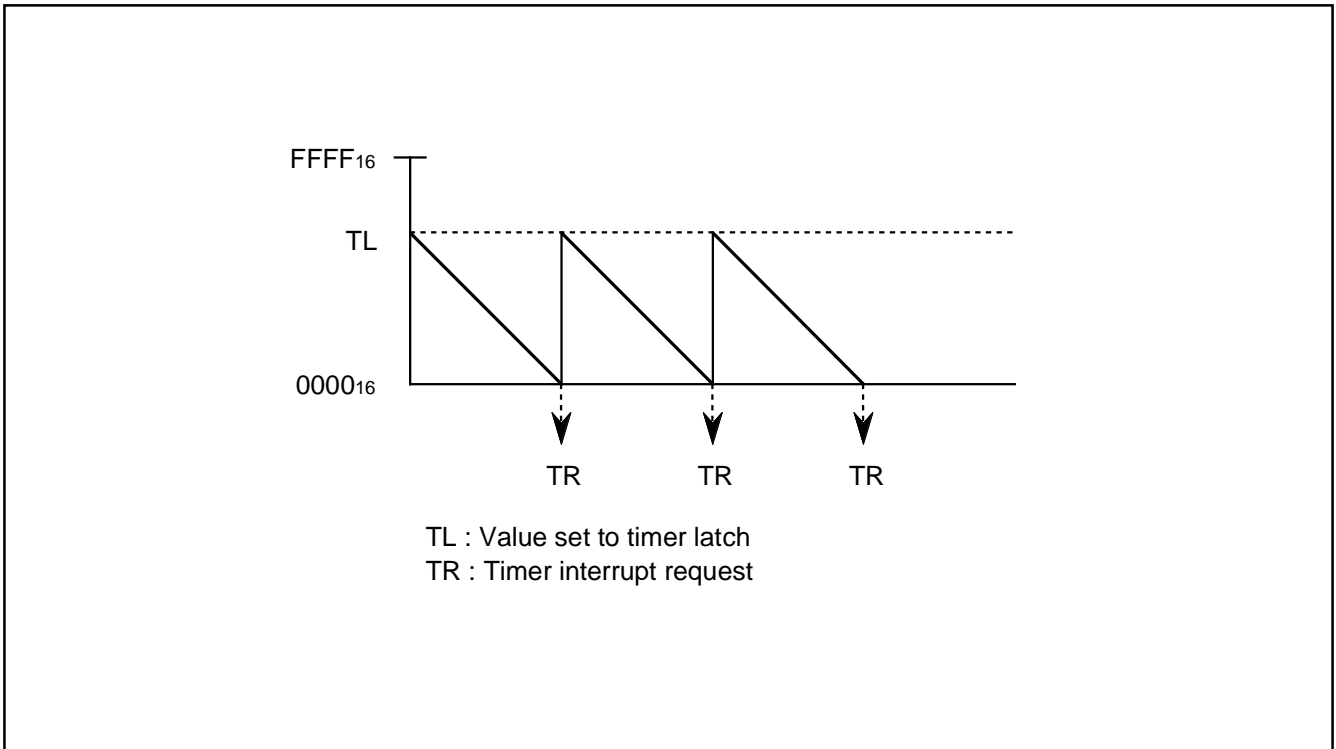 FFFF16
TL
000016
TR TR TR
TL : Value set to timer latch
TR : Timer interrupt request